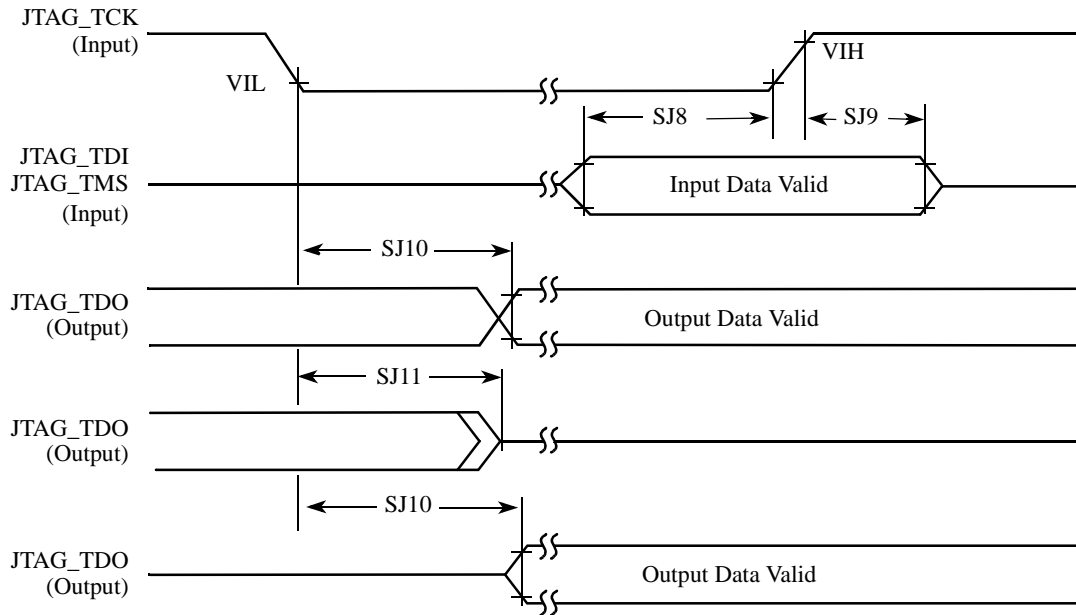 JTAG_TCK
(Input)
VIL
VIH
SJ8
SJ9
JTAG_TDI
JTAG_TMS
(Input)
Input Data Valid
SJ10
JTAG_TDO
(Output)
Output Data Valid
SJ11
JTAG_TDO
(Output)
SJ10
JTAG_TDO
(Output)
Output Data Valid